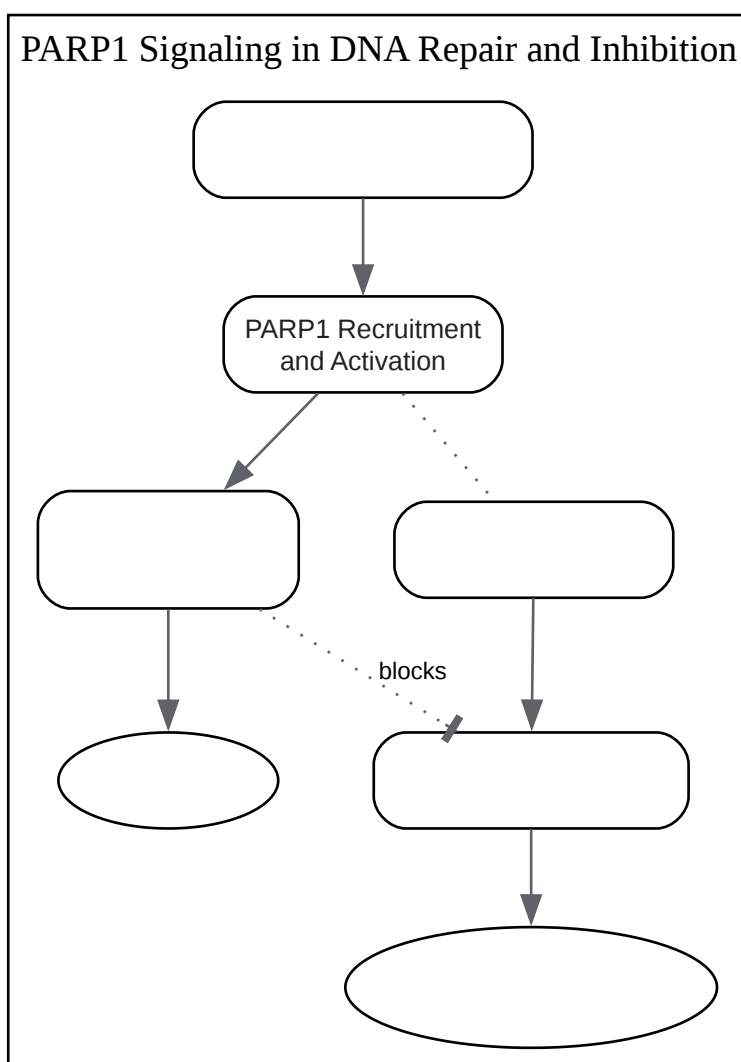 PARP1 Signaling in DNA Repair and Inhibition
PARP1 Recruitment
and Activation
blocks